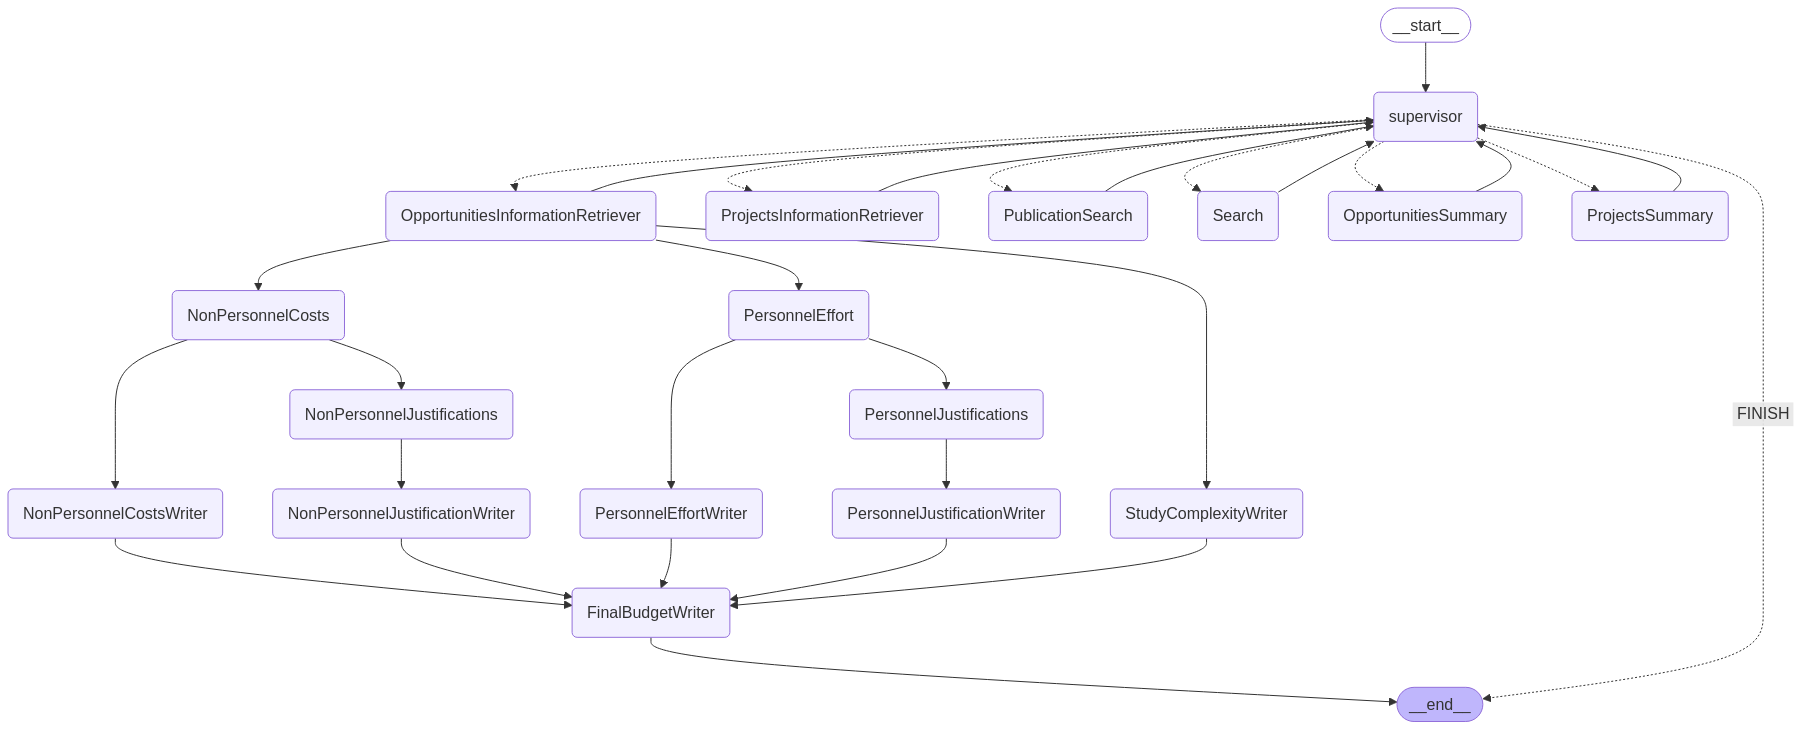 __start__
supervisor
OpportunitiesInformationRetriever
ProjectsInformationRetriever
PublicationSearch
Search
OpportunitiesSummary
ProjectsSummary
NonPersonnelCosts
PersonnelEffort
NonPersonnelJustifications
PersonnelJustifications
FINISH
NonPersonnelCostsWriter
NonPersonnelJustificationWriter
PersonnelEffortWriter
PersonnelJustificationWriter
StudyComplexityWriter
FinalBudgetWriter
__end__